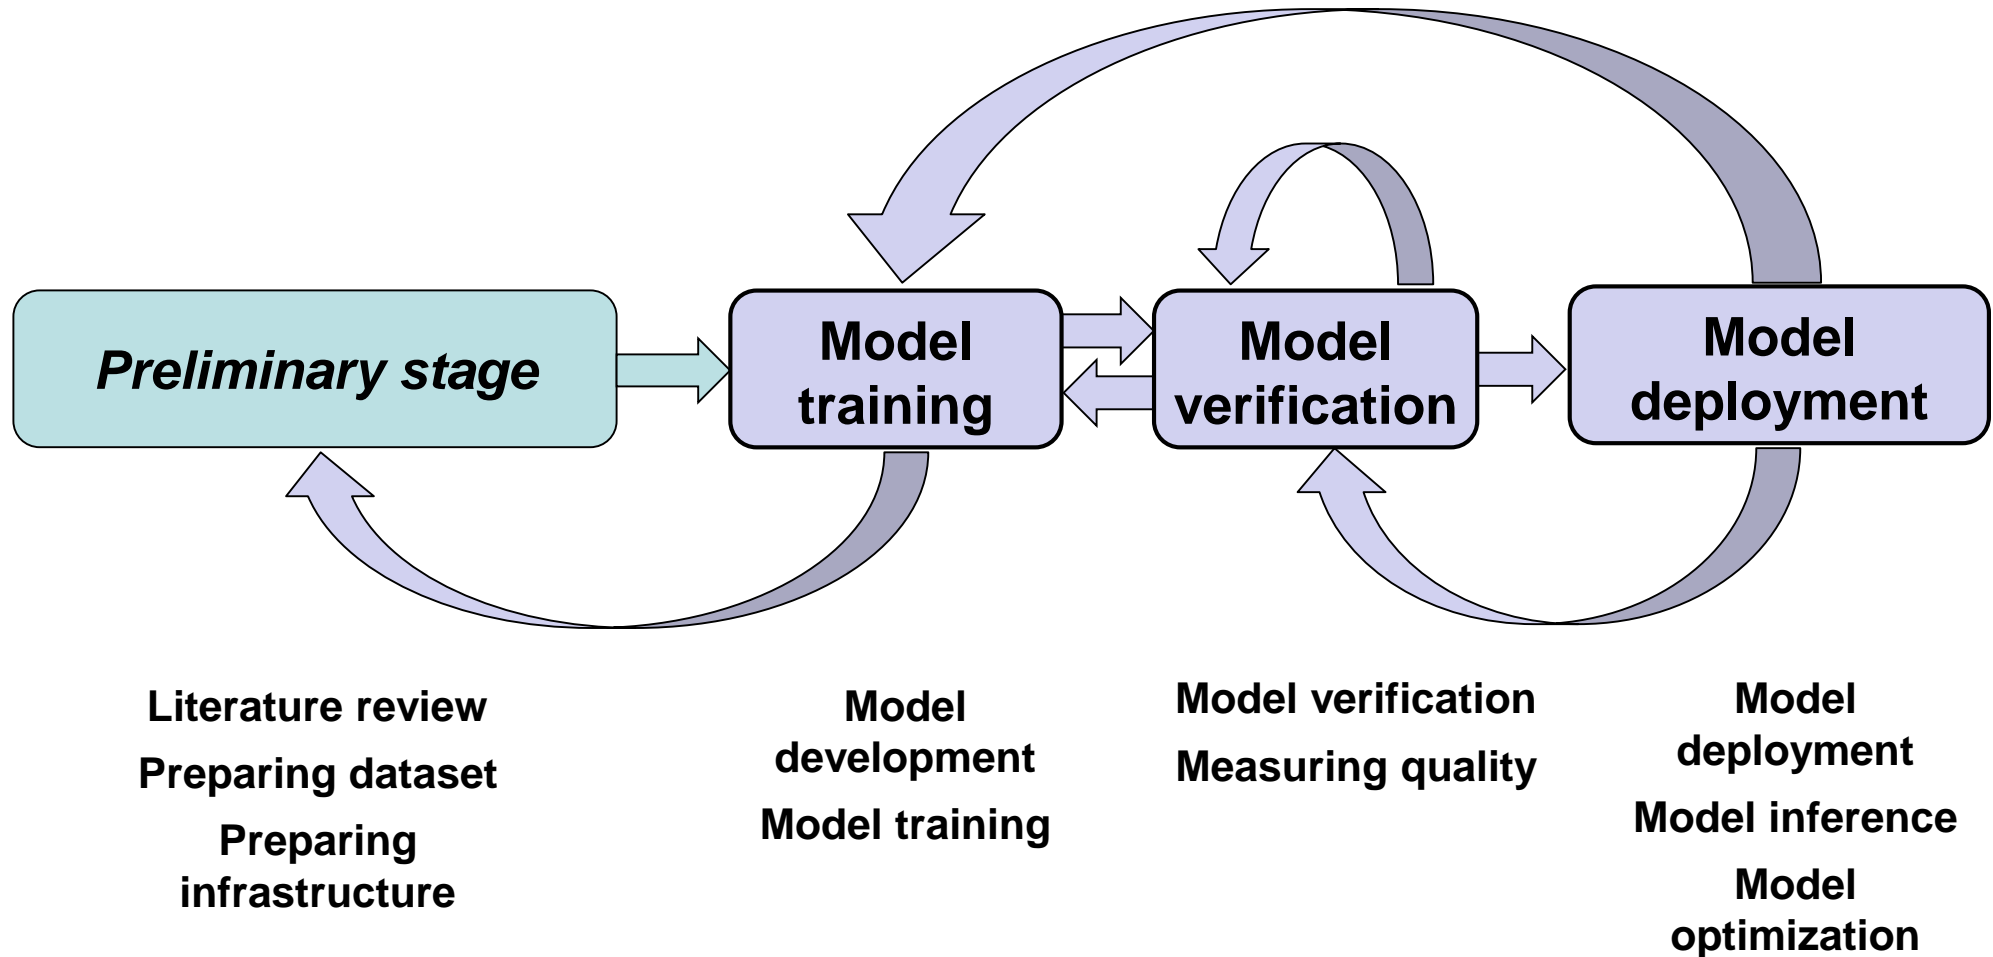 Preliminary stage
Model
training
Model
verification
Model
deployment
Literature review
Preparing dataset
Preparing
infrastructure
Model
development
Model training
Model verification
Measuring quality
Model
deployment
Model inference
Model
optimization